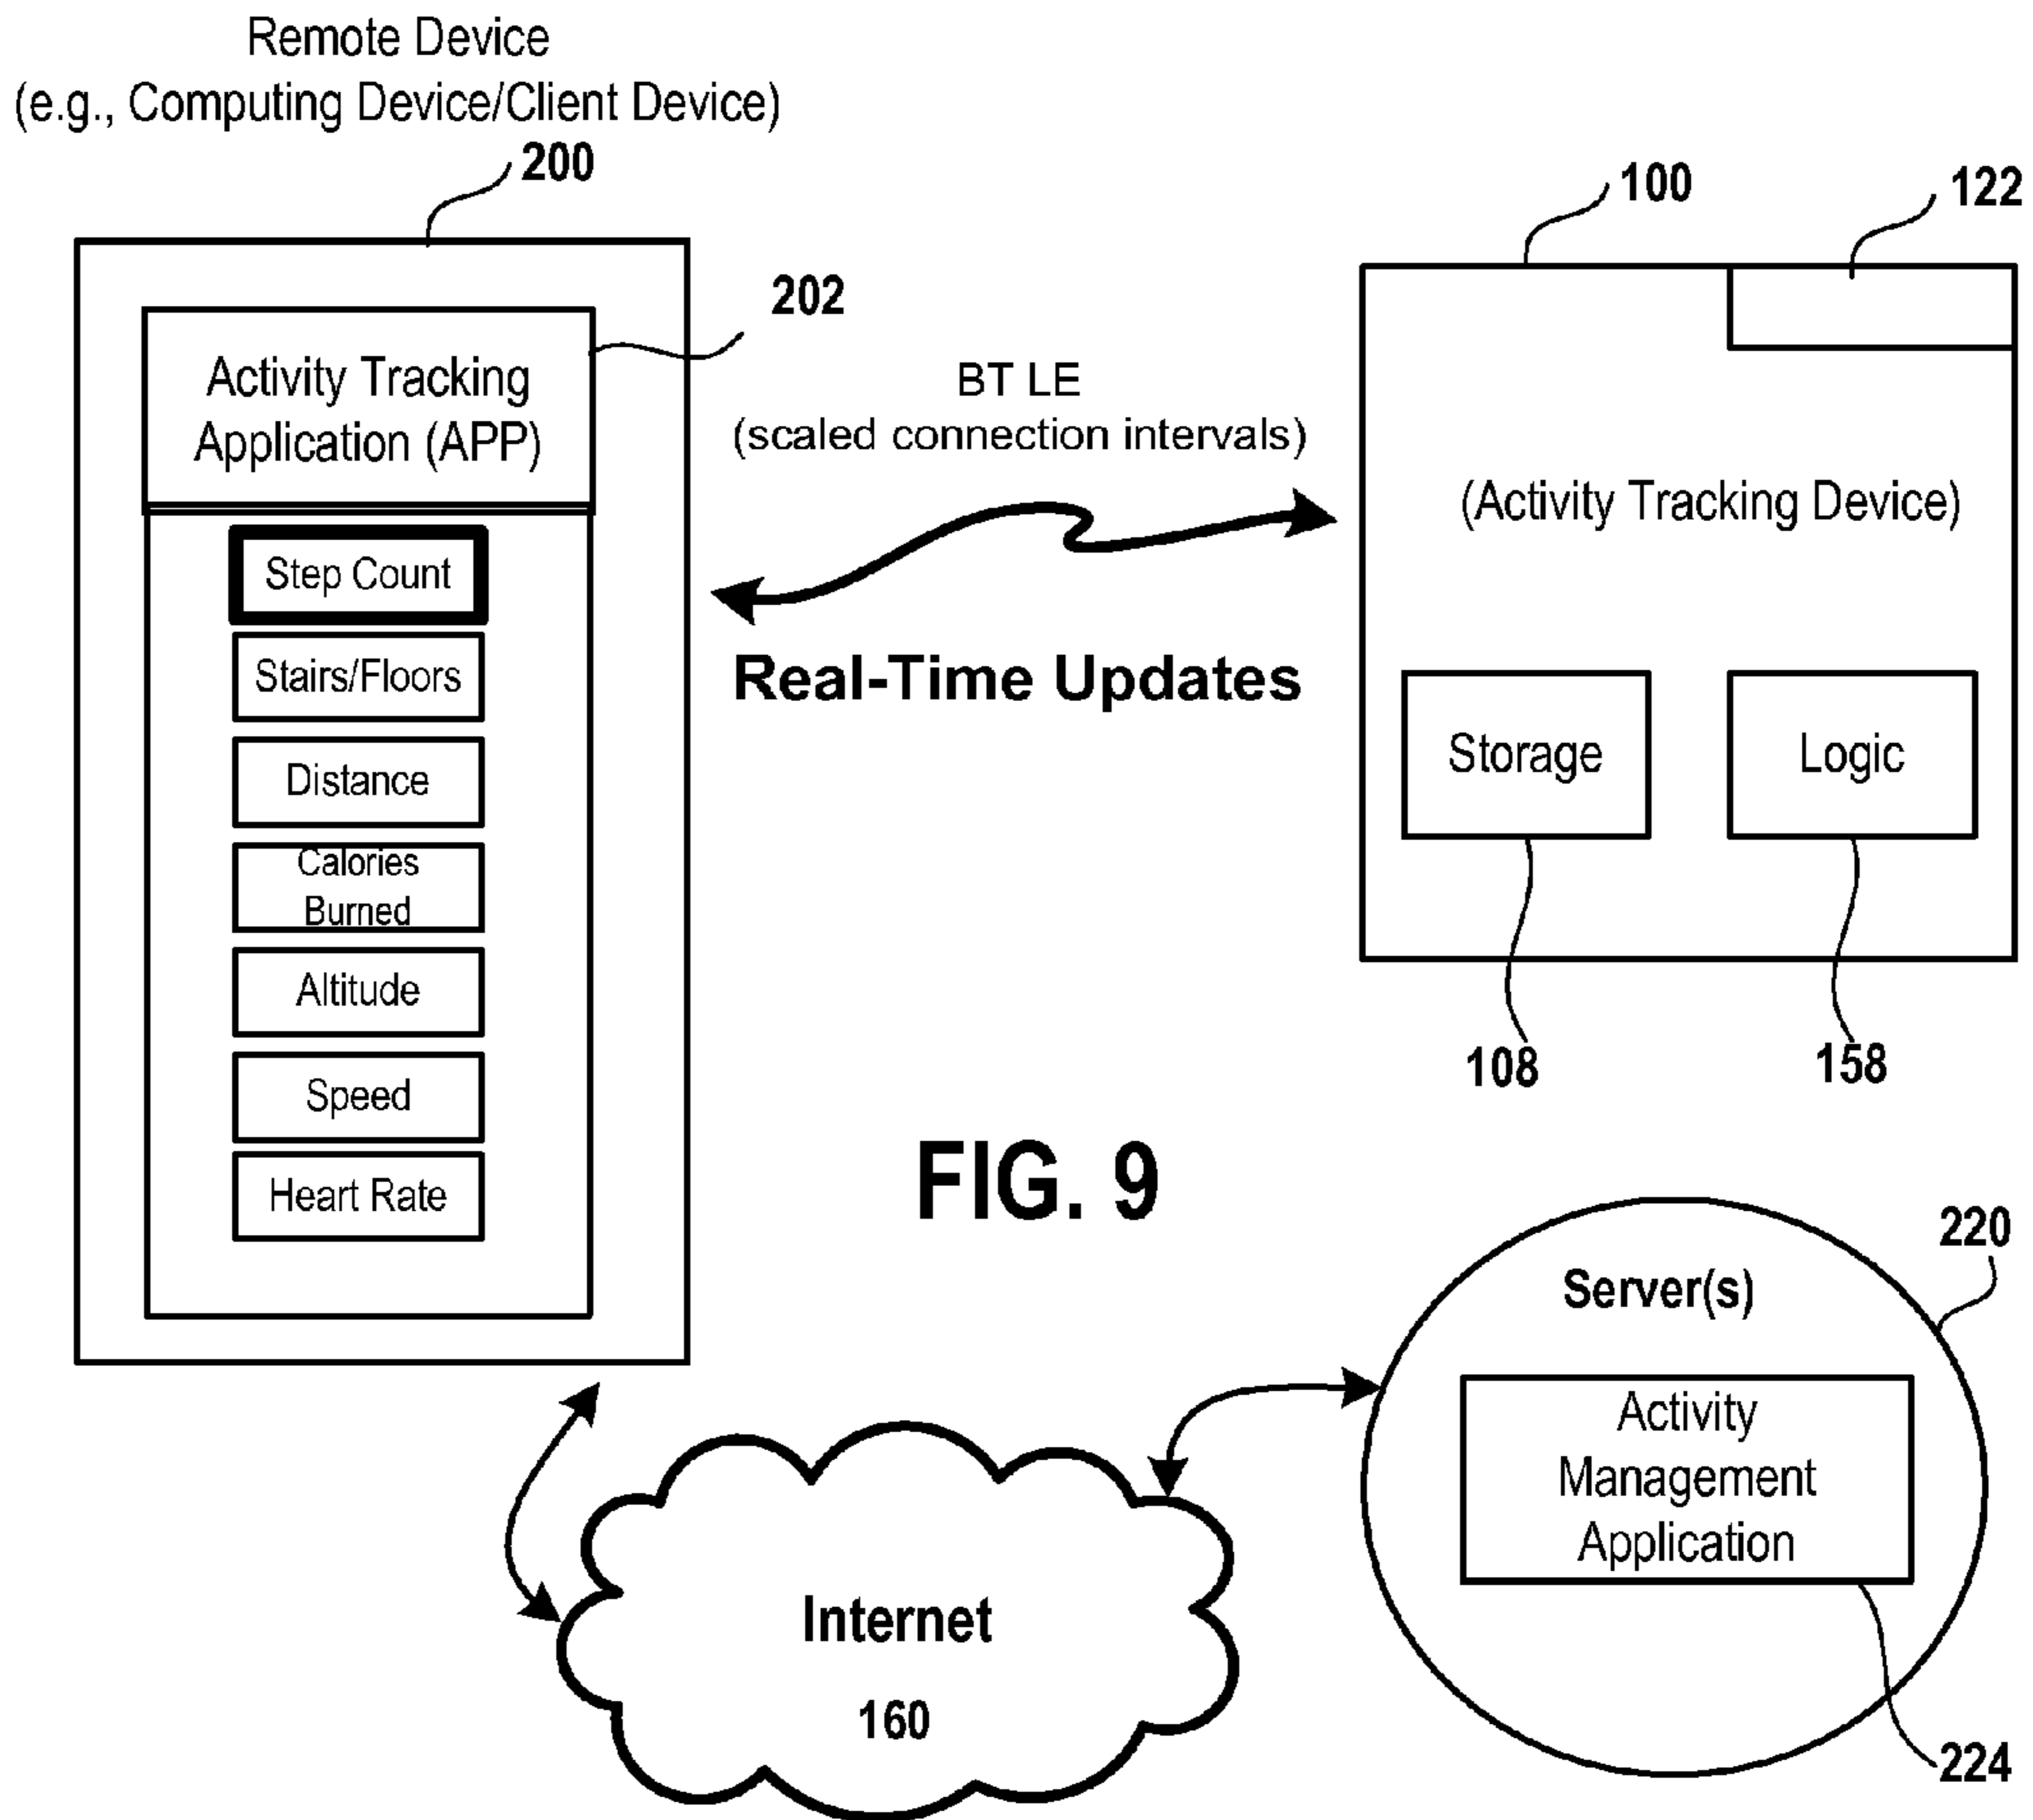 Remote Device
(e.g., Computing Device/Client Device)
200
202
Activity Tracking
Application (APP)
Step Count
Stairs/Floors
Distance
Calories
Burned
Altitude
Speed
Heart Rate
BT LE
(scaled connection intervals)
Real-Time Updates
100
122
(Activity Tracking Device)
Storage
Logic
108
158
FIG. 9
220
Server(s)
Activity
Management
Application
224
Internet
160